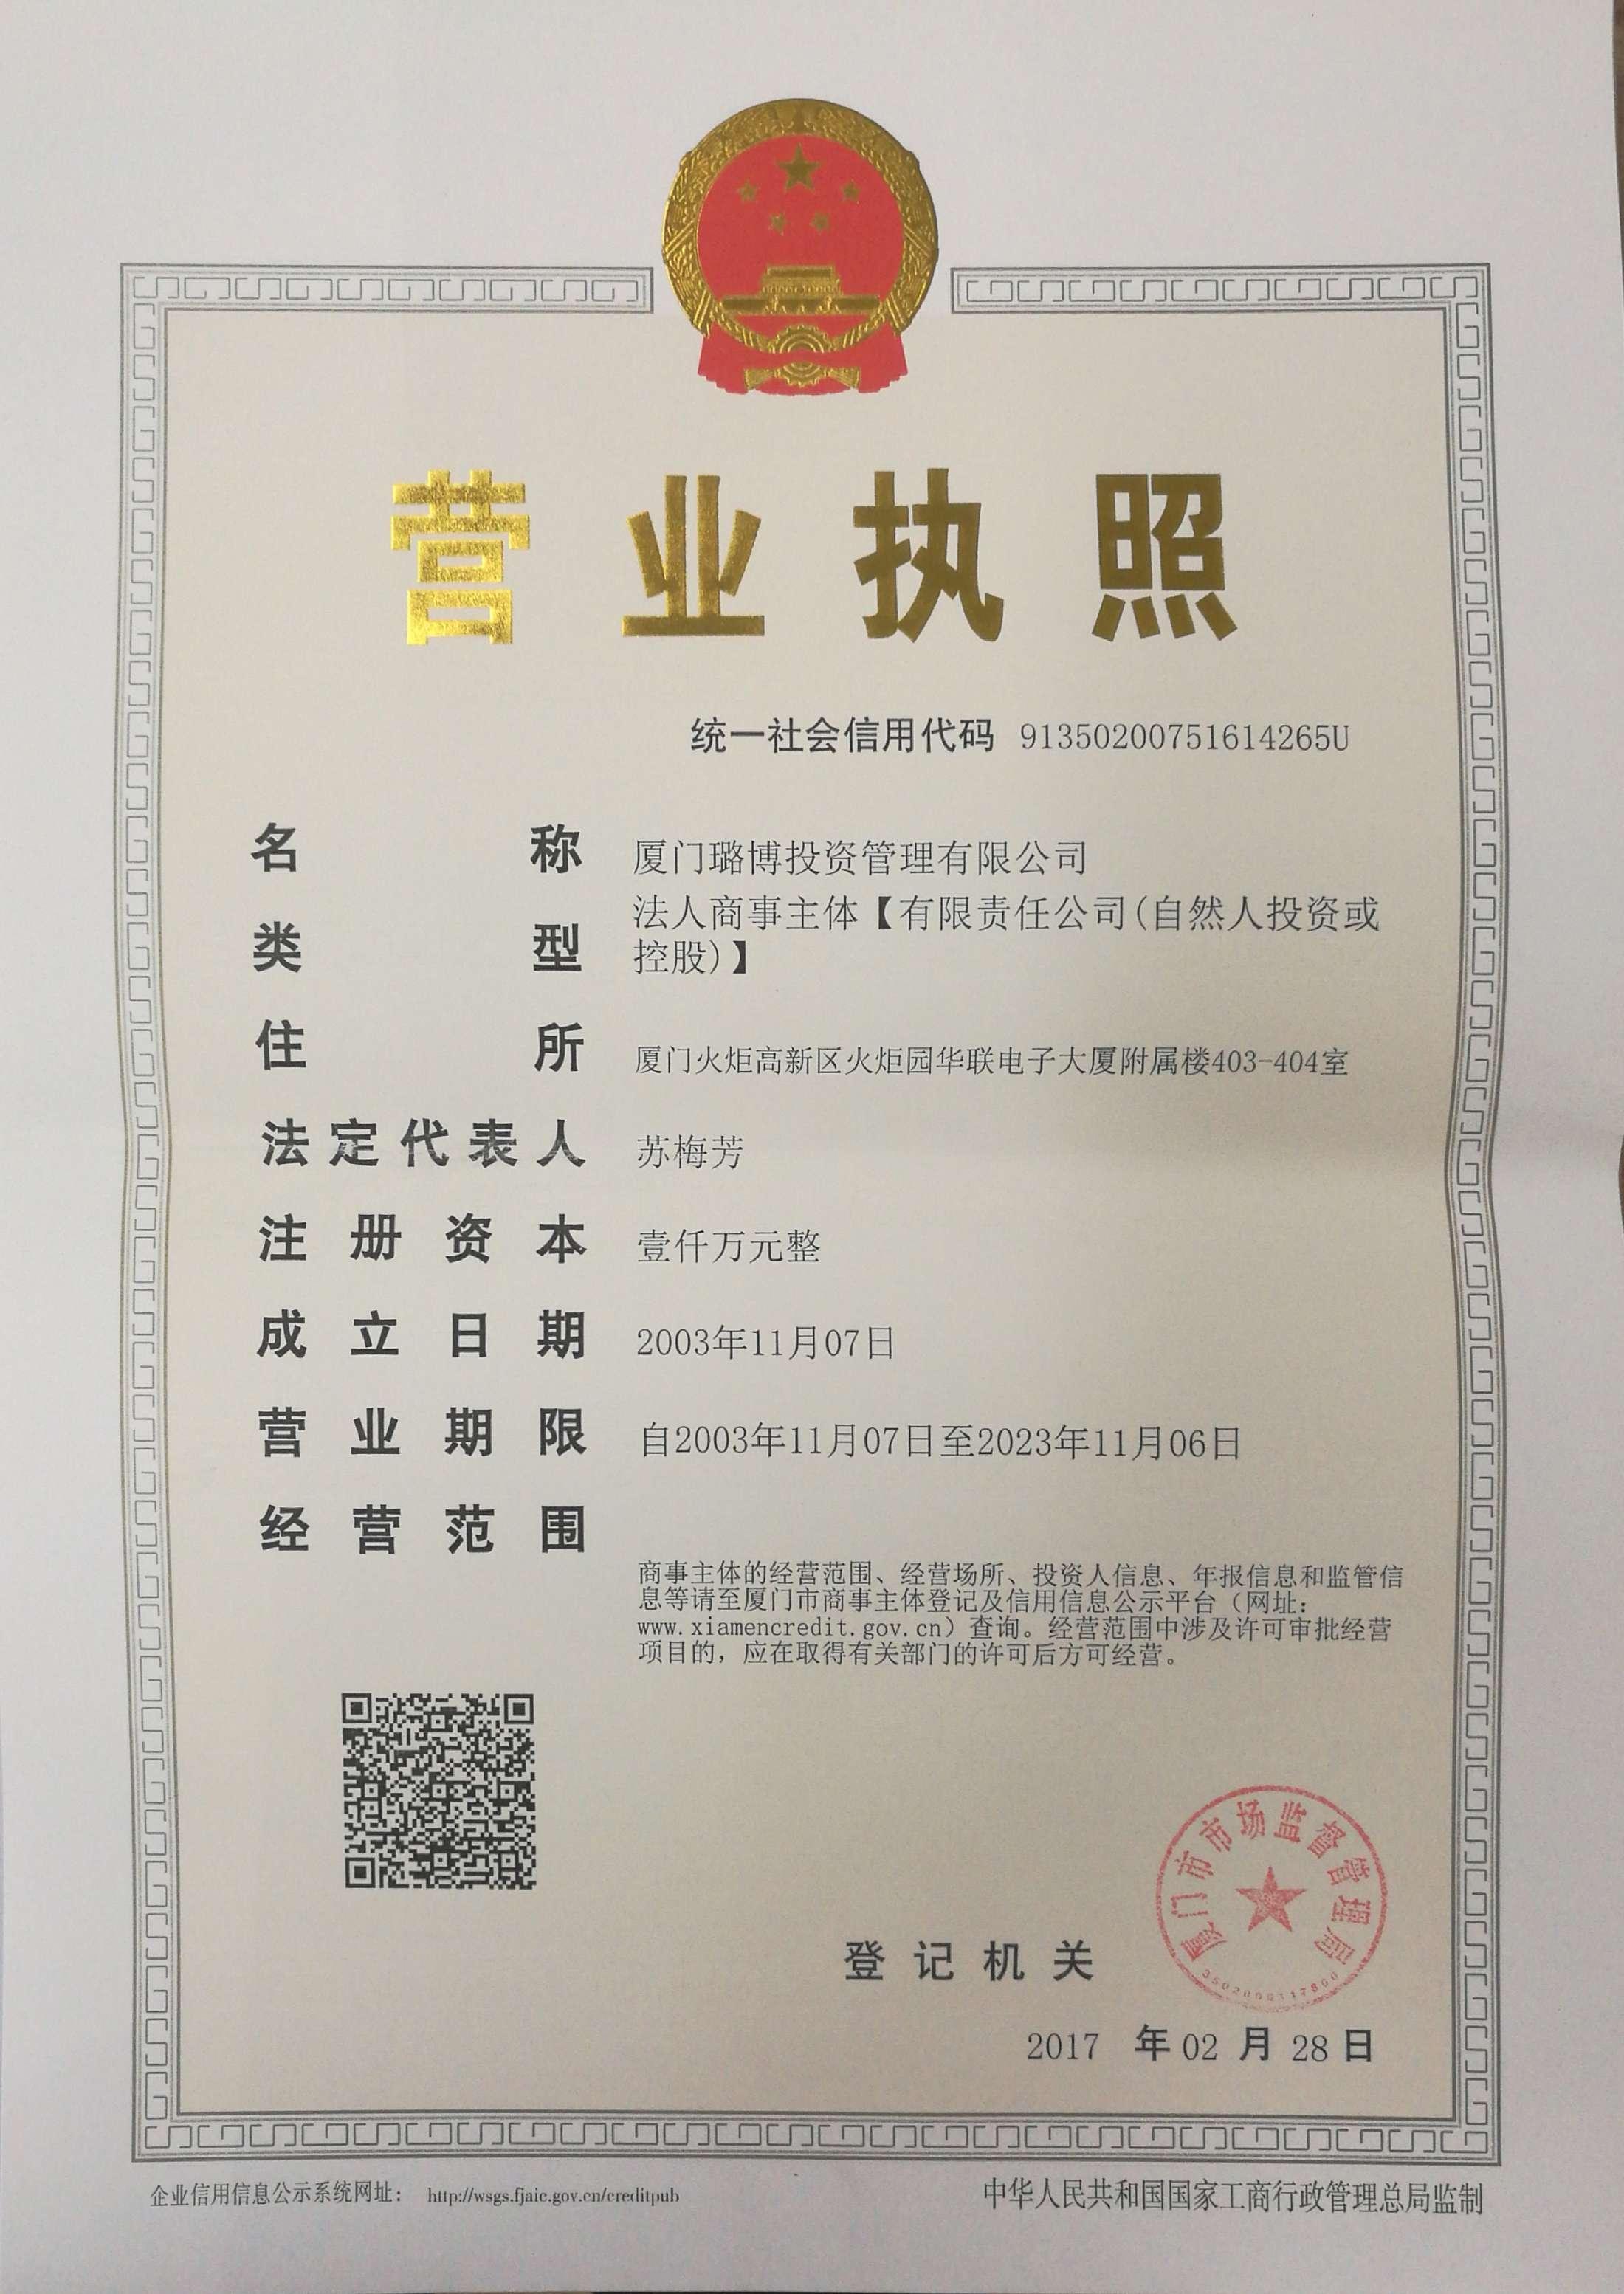 营业执照
统一社会信用代码 91350200751614265U
名称 厦门璐博投资管理有限公司
类型 法人商事主体【有限责任公司(自然人投资或
控股)】
住所 厦门火炬高新区火炬园华联电子大厦附属楼403-404室
法定代表人 苏梅芳
注册资本 壹仟万元整
成立日期 2003年11月07日
营业期限 自2003年11月07日至2023年11月06日
经营范围
商事主体的经营范围、经营场所、投资人信息、年报信息和监管信
息等请至厦门市商事主体登记及信用信息公示平台（网址：
www.xiamencredit.gov.cn）查询。经营范围中涉及许可审批经营
项目的，应在取得有关部门的许可后方可经营。
厦门市市场监督管理局
登记机关
2017 年 02 月 28 日
企业信用信息公示系统网址： http://wsgs.fjaic.gov.cn/creditpub
中华人民共和国国家工商行政管理总局监制